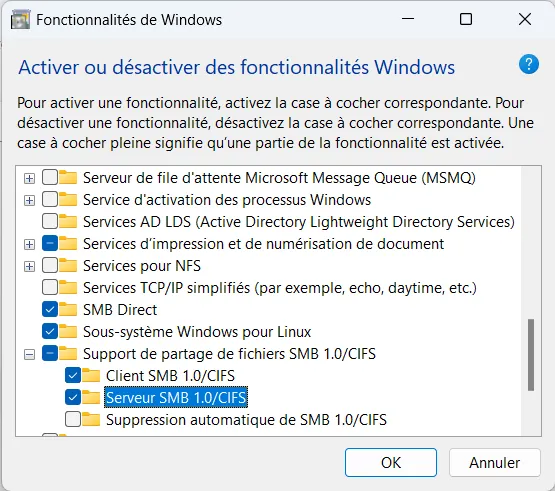 Fonctionnalités de Windows
Activer ou désactiver des fonctionnalités Windows
?
Pour activer une fonctionnalité, activez la case à cocher correspondante. Pour
désactiver une fonctionnalité, désactivez la case à cocher correspondante. Une
case à cocher pleine signifie qu’une partie de la fonctionnalité est activée.
Serveur de file d'attente Microsoft Message Queue (MSMQ)
Service d'activation des processus Windows
Services AD LDS (Active Directory Lightweight Directory Services)
Services d’impression et de numérisation de document
Services pour NFS
Services TCP/IP simplifiés (par exemple, echo, daytime, etc.)
SMB Direct
Sous-système Windows pour Linux
Support de partage de fichiers SMB 1.0/CIFS
Client SMB 1.0/CIFS
Serveur SMB 1.0/CIFS
Suppression automatique de SMB 1.0/CIFS
OK
Annuler